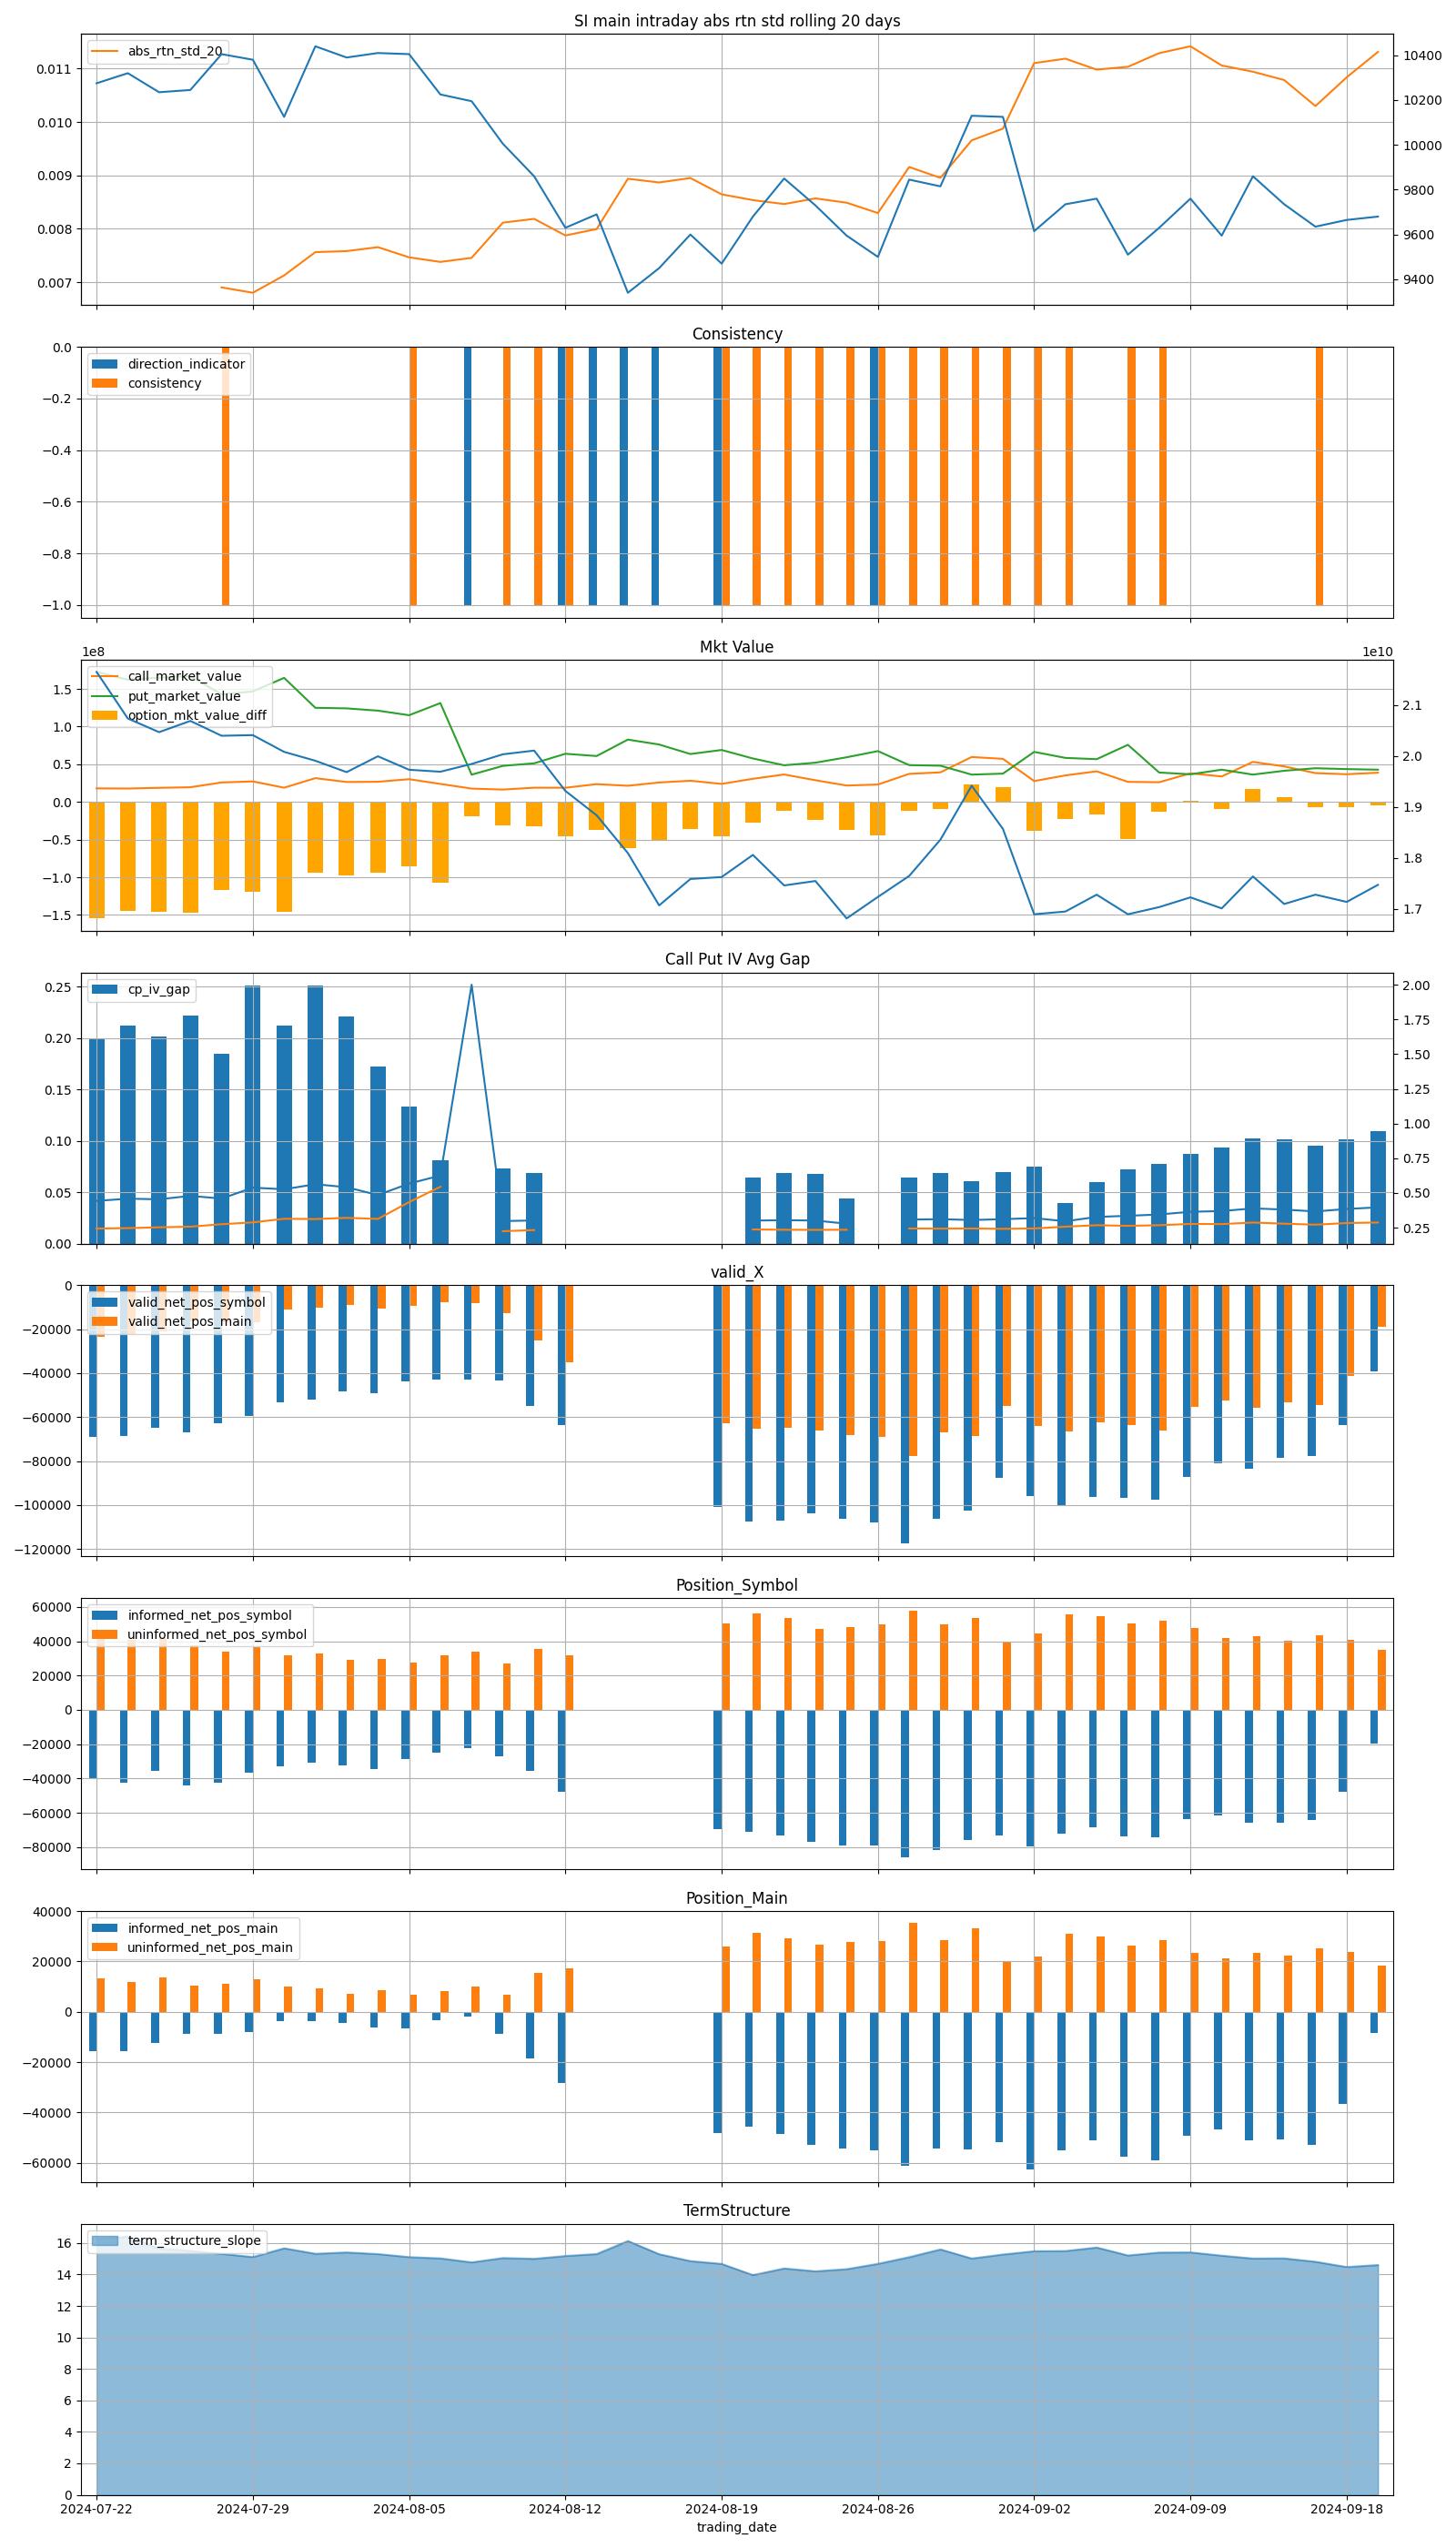 SI main intraday abs rtn std rolling 20 days
abs_rtn_std_20
0.011
0.010
0.009
0.008
0.007
10400
10200
10000
9800
9600
9400
Consistency
direction_indicator
consistency
0.0
−0.2
−0.4
−0.6
−0.8
−1.0
Mkt Value
1e8
1e10
call_market_value
put_market_value
option_mkt_value_diff
1.5
1.0
0.5
0.0
−0.5
−1.0
−1.5
2.1
2.0
1.9
1.8
1.7
Call Put IV Avg Gap
cp_iv_gap
0.25
0.20
0.15
0.10
0.05
0.00
2.00
1.75
1.50
1.25
1.00
0.75
0.50
0.25
valid_X
valid_net_pos_symbol
valid_net_pos_main
0
−20000
−40000
−60000
−80000
−100000
−120000
Position_Symbol
informed_net_pos_symbol
uninformed_net_pos_symbol
60000
40000
20000
0
−20000
−40000
−60000
−80000
Position_Main
informed_net_pos_main
uninformed_net_pos_main
40000
20000
0
−20000
−40000
−60000
TermStructure
term_structure_slope
16
14
12
10
8
6
4
2
0
2024-07-22 2024-07-29 2024-08-05 2024-08-12 2024-08-19 2024-08-26 2024-09-02 2024-09-09 2024-09-18
trading_date